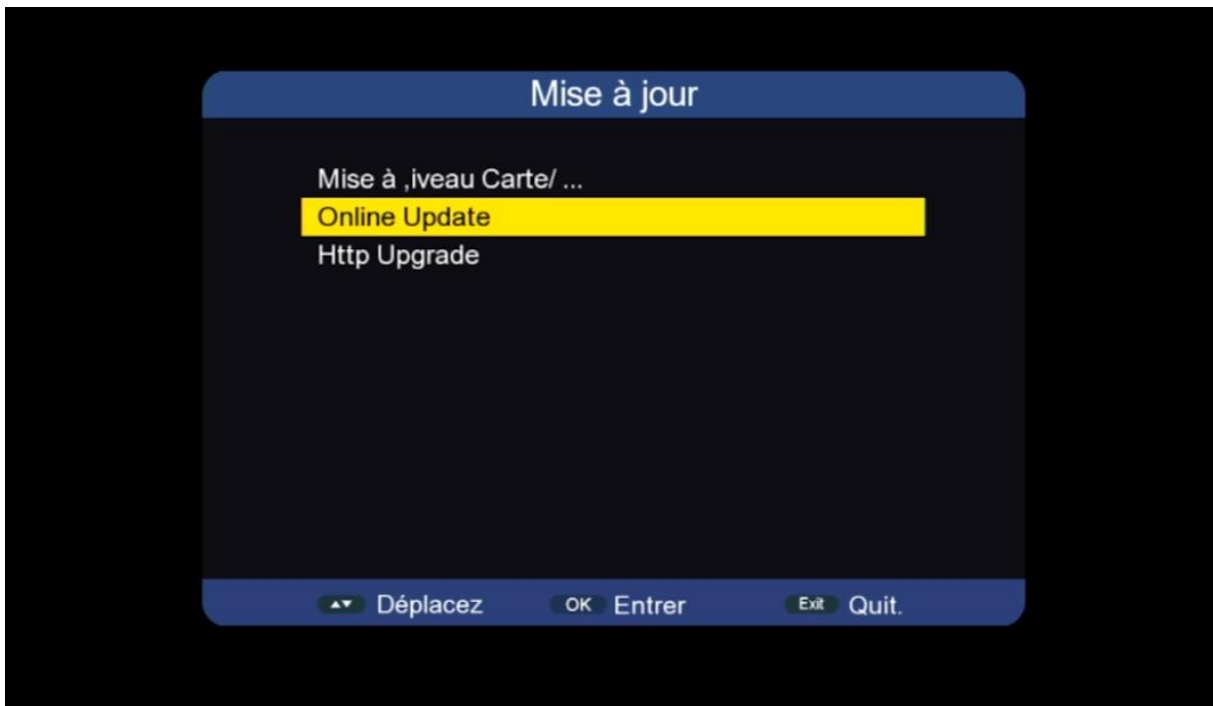 Mise à jour
Mise à ,iveau Carte/ ...
Online Update
Http Upgrade
▲▼ Déplacez OK Entrer Exit Quit.